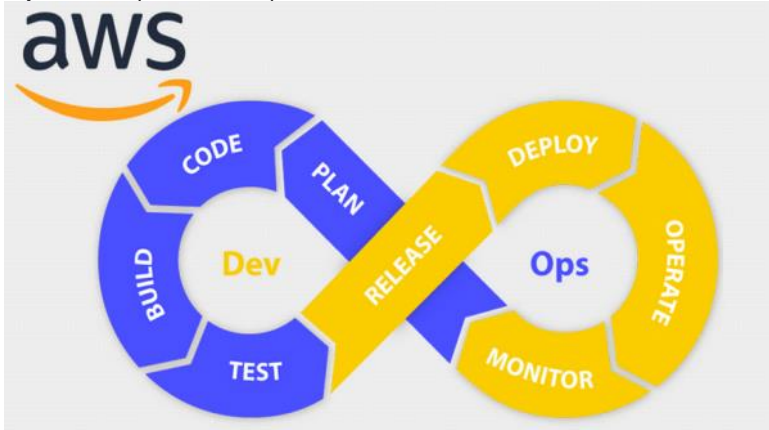 aws
CODE
PLAN
DEPLOY
BUILD
Dev
RELEASE
Ops
OPERATE
TEST
MONITOR